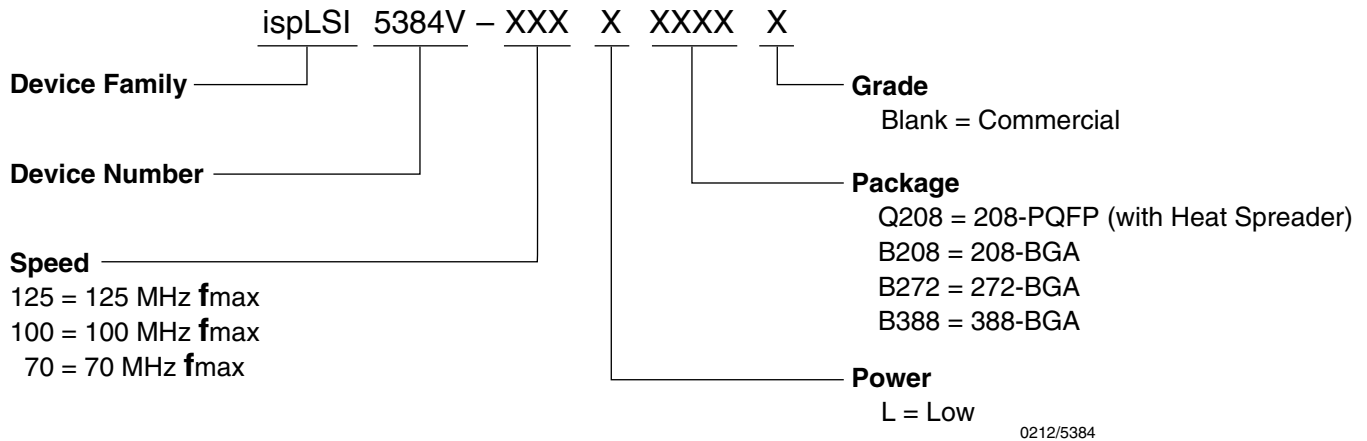 ispLSI 5384V – XXX X XXXX X
Device Family
Device Number
Speed
125 = 125 MHz fmax
100 = 100 MHz fmax
70 = 70 MHz fmax
Grade
Blank = Commercial
Package
Q208 = 208-PQFP (with Heat Spreader)
B208 = 208-BGA
B272 = 272-BGA
B388 = 388-BGA
Power
L = Low
0212/5384